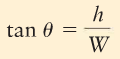 tan θ = h/W